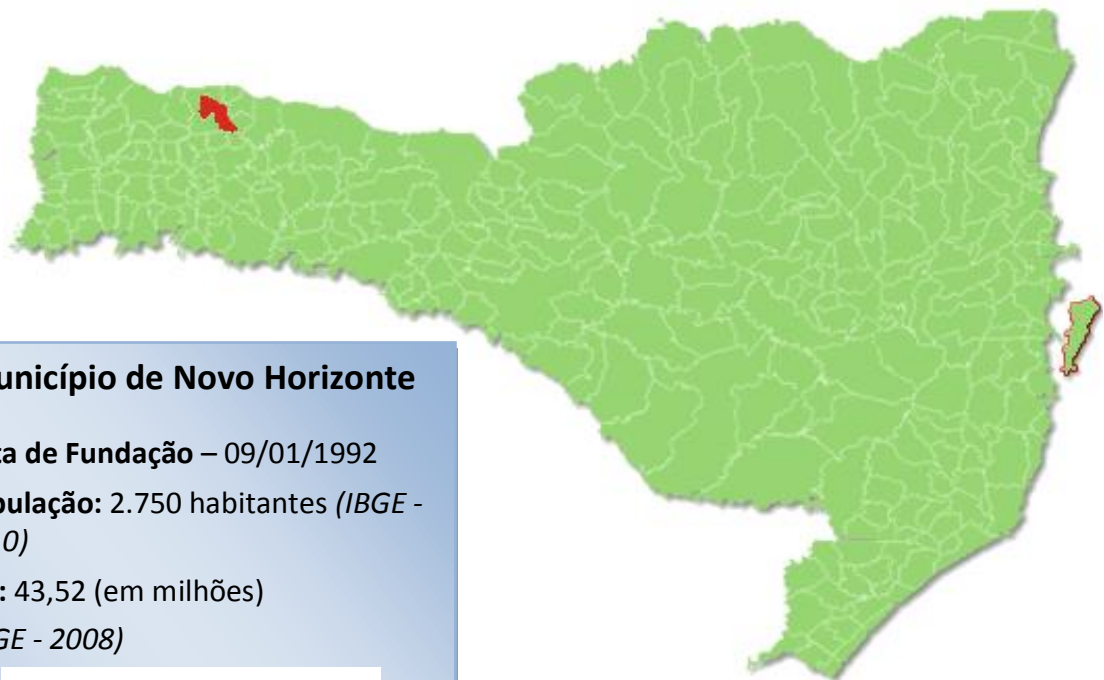 unicípio de Novo Horizonte
ta de Fundação – 09/01/1992
pulação: 2.750 habitantes (IBGE -
0)
: 43,52 (em milhões)
GE - 2008)